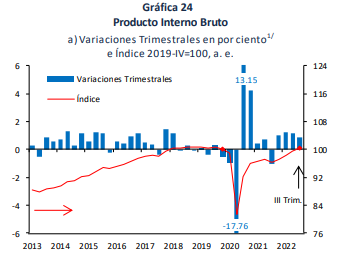 Gráfica 24
Producto Interno Bruto
a) Variaciones Trimestrales en por ciento1/
e Índice 2019-IV=100, a. e.
6 124
13.15
Variaciones Trimestrales
4 116
Índice
2 108
0 100
-2 92
III Trim.
-4 84
-17.76
-6 76
2013 2014 2015 2016 2017 2018 2019 2020 2021 2022